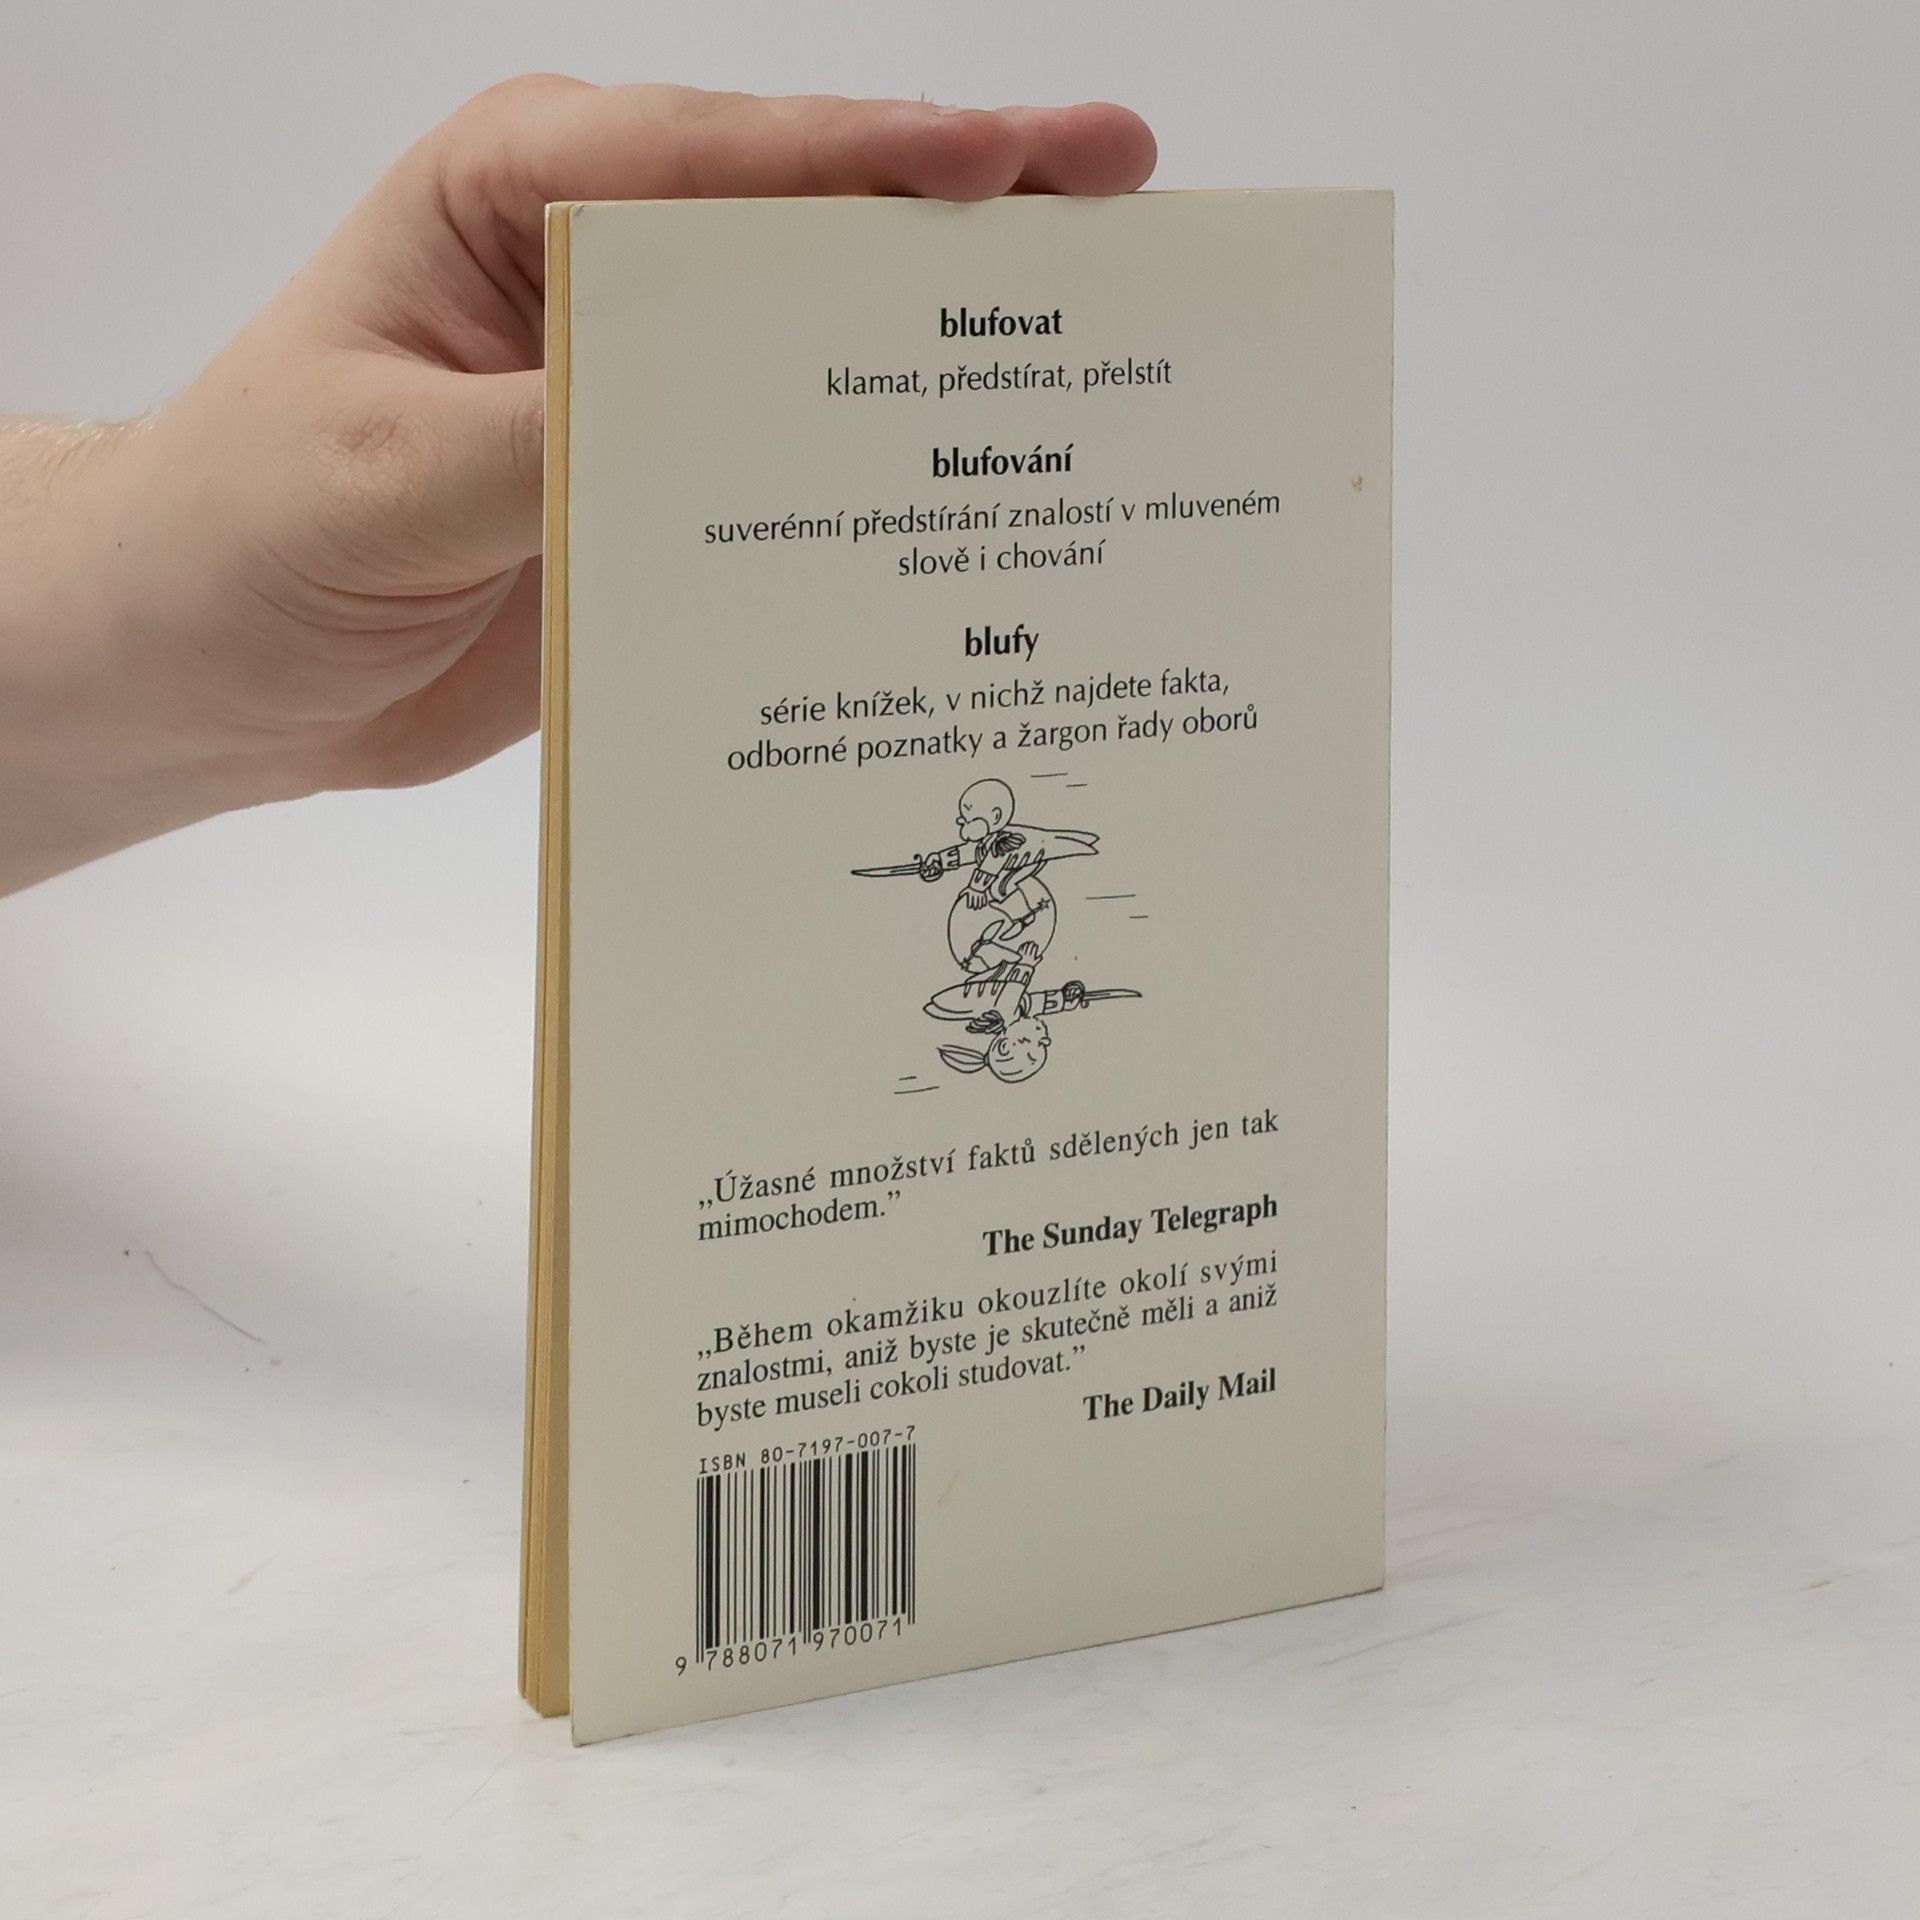 blufovat
klamat, předstírat, přelstít
blufování
suverénní předstírání znalostí v mluveném
slově i chování
blufy
série knížek, v nichž najdete fakta,
odborné poznatky a žargon řady oborů
„Úžasné množství faktů sdělených jen tak
mimochodem.”
The Sunday Telegraph
„Během okamžiku okouzlíte okolí svými
znalostmi, aniž byste je skutečně měli a aniž
byste museli cokoli studovat.”
The Daily Mail
ISBN 80-7197-007-7
9 788071 970071